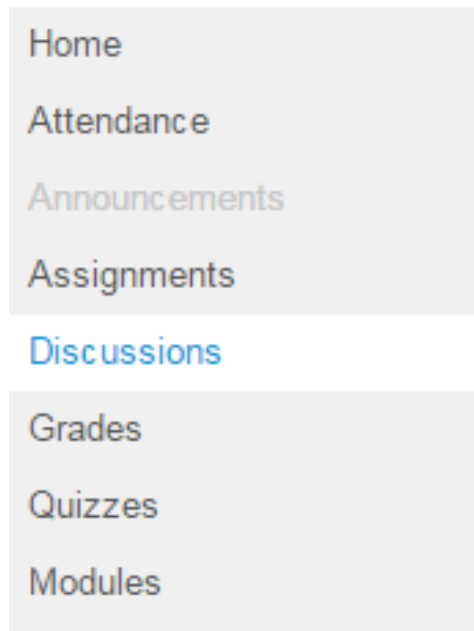 Home
Attendance
Announcements
Assignments
Discussions
Grades
Quizzes
Modules